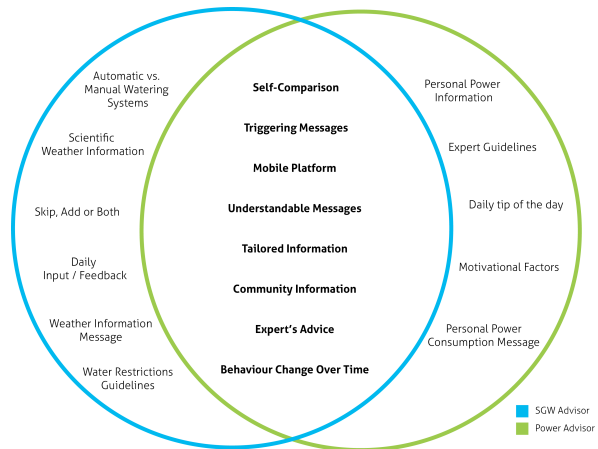 Automatic vs.
Manual Watering
Systems
Scientific
Weather Information
Skip, Add or Both
Daily
Input / Feedback
Weather Information
Message
Water Restrictions
Guidelines
Self-Comparison
Triggering Messages
Mobile Platform
Understandable Messages
Tailored Information
Community Information
Expert's Advice
Behaviour Change Over Time
Personal Power
Information
Expert Guidelines
Daily tip of the day
Motivational Factors
Personal Power
Consumption Message
SGW Advisor
Power Advisor